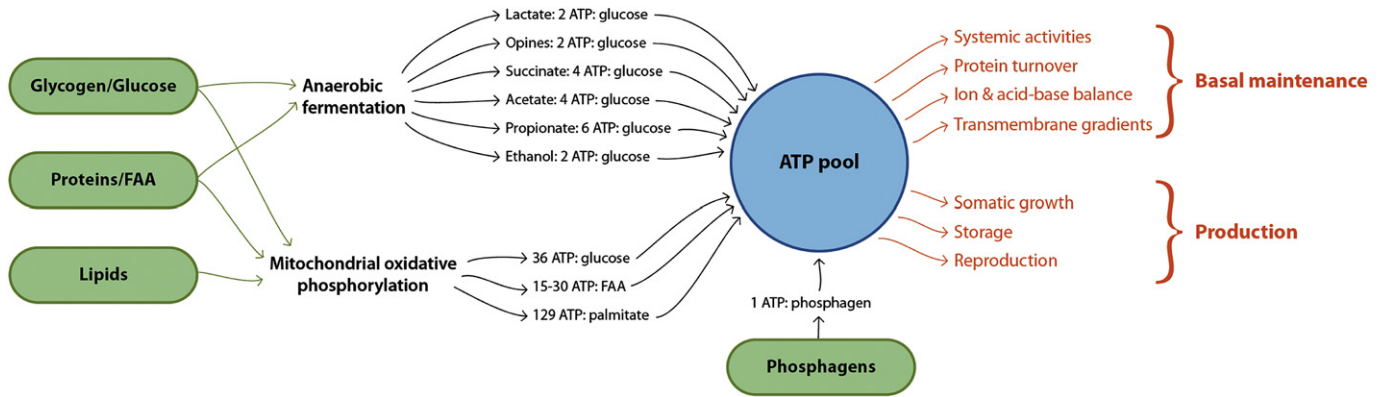 Glycogen/Glucose
Proteins/FAA
Lipids
Anaerobic
fermentation
Mitochondrial oxidative
phosphorylation
Lactate: 2 ATP: glucose
Opines: 2 ATP: glucose
Succinate: 4 ATP: glucose
Acetate: 4 ATP: glucose
Propionate: 6 ATP: glucose
Ethanol: 2 ATP: glucose
36 ATP: glucose
15-30 ATP: FAA
129 ATP: palmitate
ATP pool
1 ATP: phosphagen
Phosphagens
Systemic activities
Protein turnover
Ion & acid-base balance
Transmembrane gradients
Basal maintenance
Somatic growth
Storage
Reproduction
Production